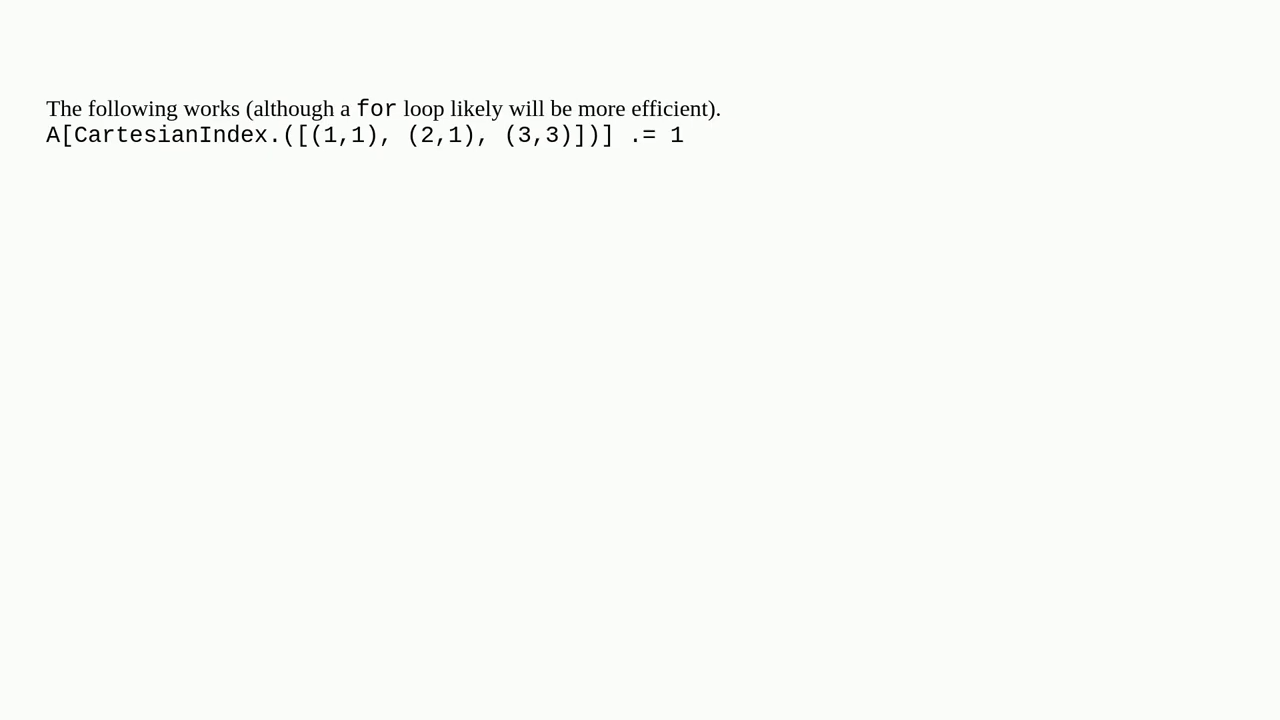 The following works (although a for loop likely will be more efficient).
A[CartesianIndex.([(1,1), (2,1), (3,3)])] .= 1